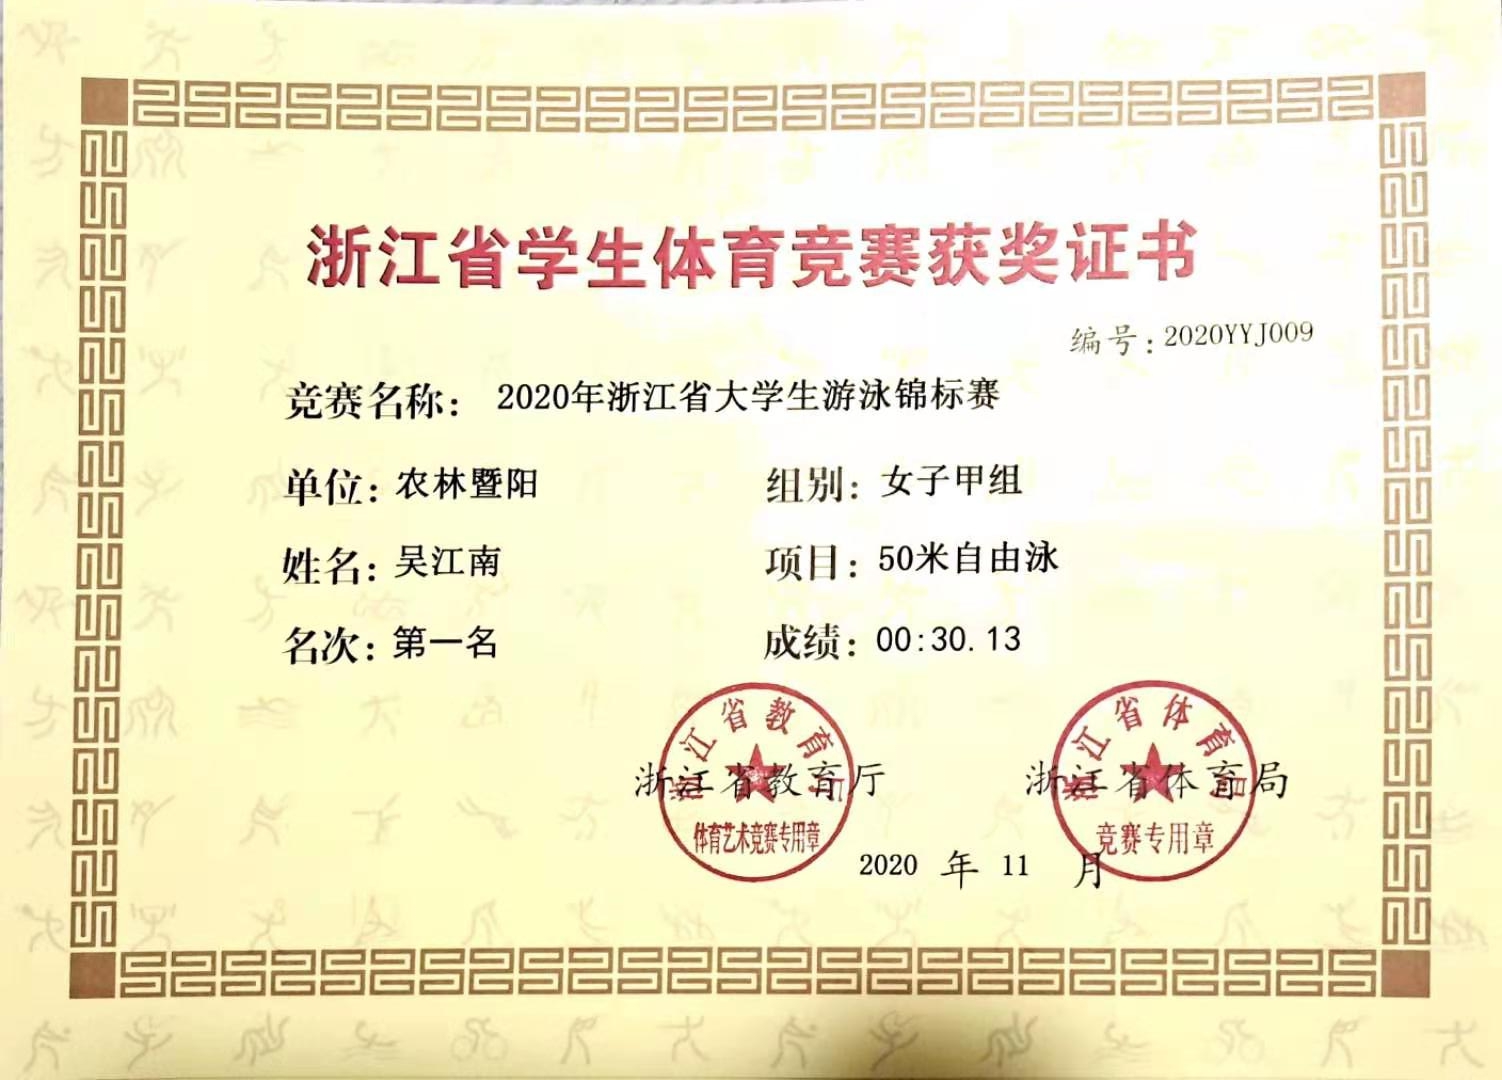 浙江省学生体育竞赛获奖证书
编号：2020YYJ009
竞赛名称：2020年浙江省大学生游泳锦标赛
单位：农林暨阳 组别：女子甲组
姓名：吴江南 项目：50米自由泳
名次：第一名 成绩：00:30.13
浙江省教育厅 浙江省体育局
浙江省教育厅
体育艺术竞赛专用章
浙江省体育局
竞赛专用章
2020 年 11 月